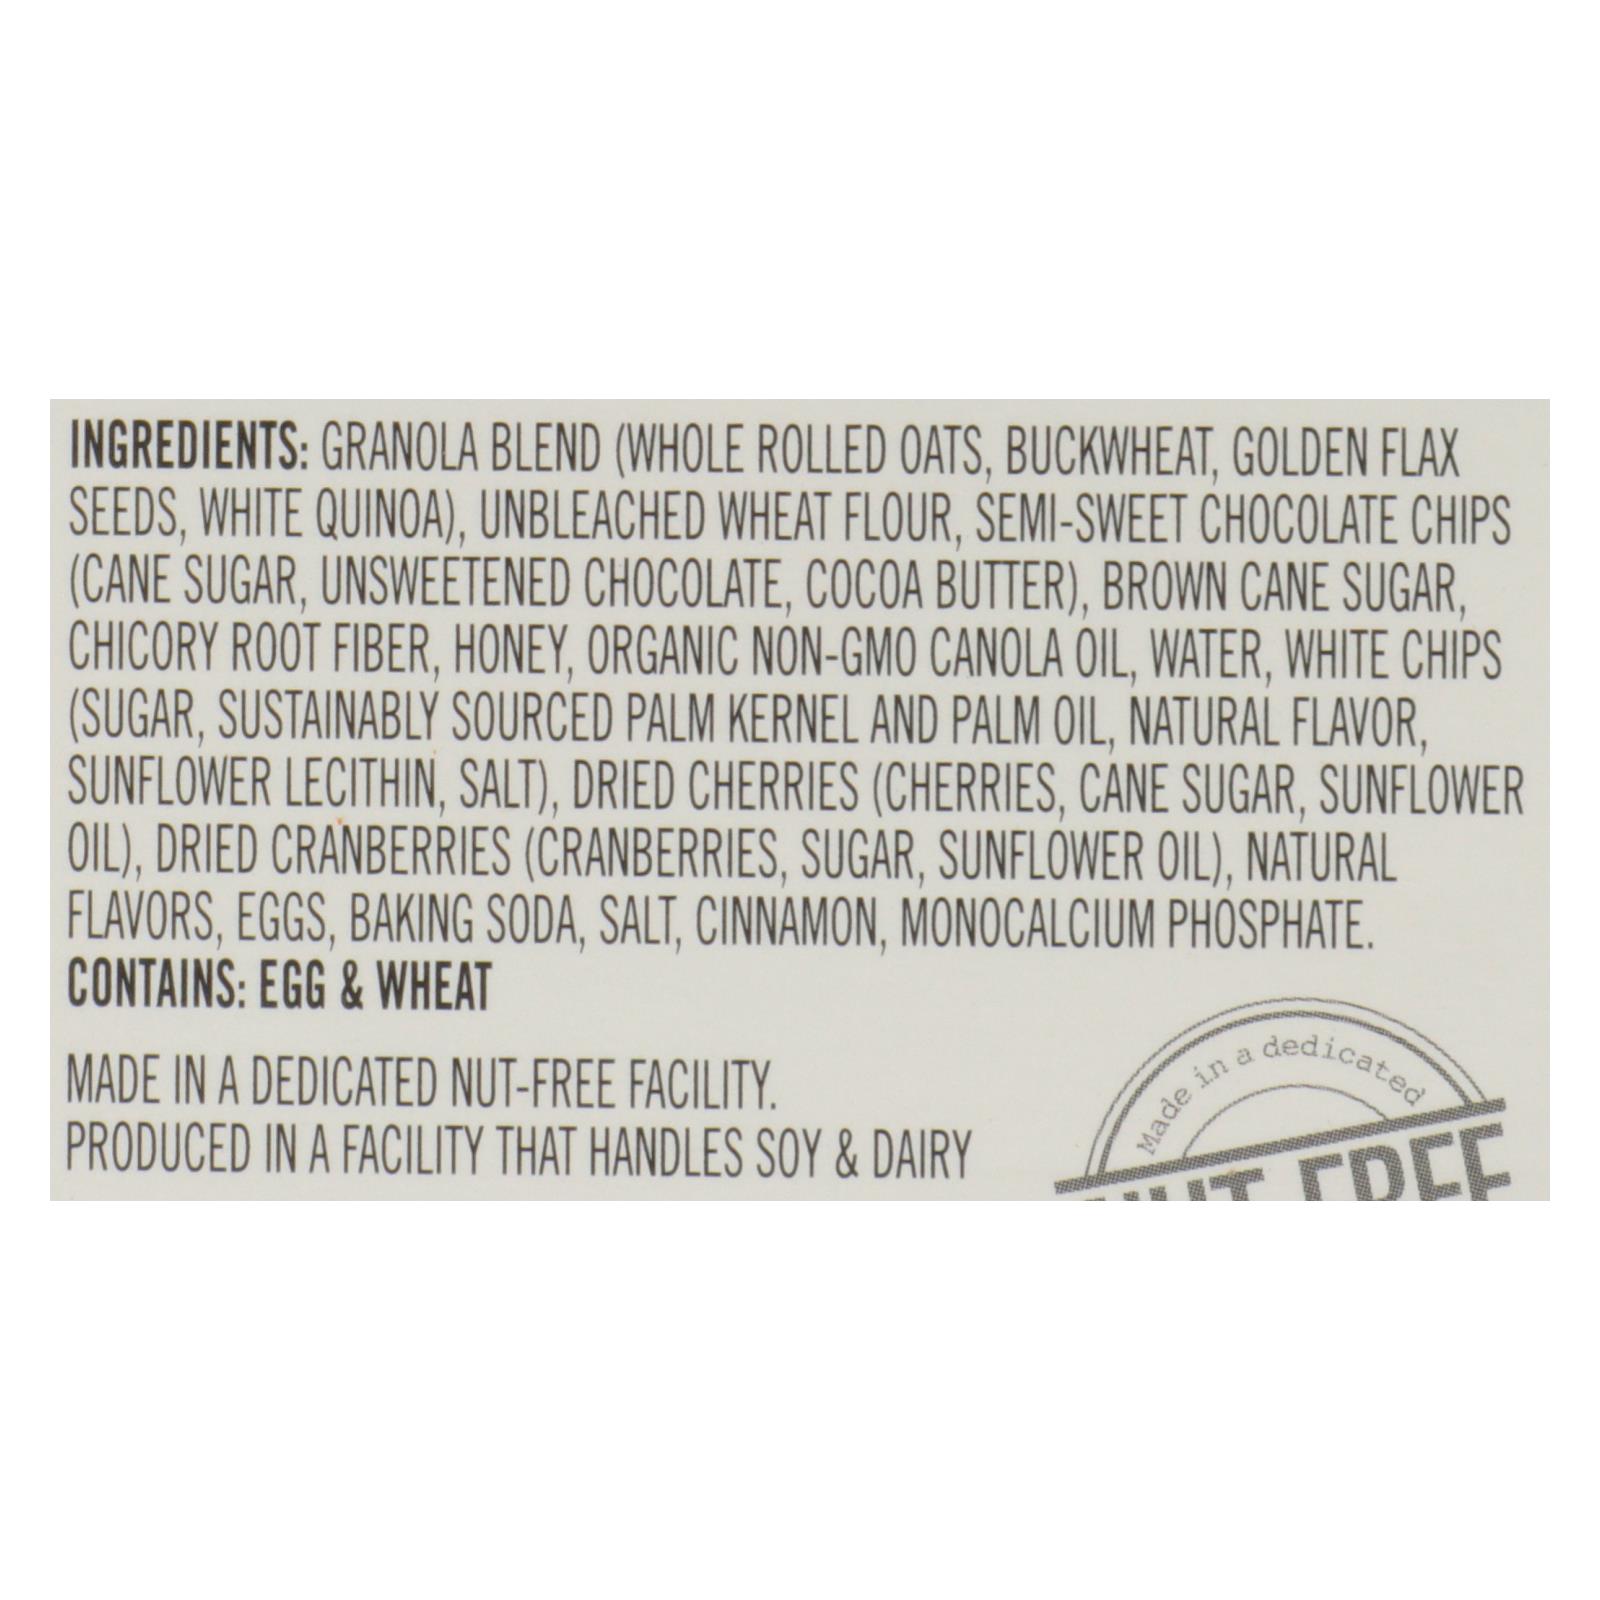 INGREDIENTS: GRANOLA BLEND (WHOLE ROLLED OATS, BUCKWHEAT, GOLDEN FLAX
SEEDS, WHITE QUINOA), UNBLEACHED WHEAT FLOUR, SEMI-SWEET CHOCOLATE CHIPS
(CANE SUGAR, UNSWEETENED CHOCOLATE, COCOA BUTTER), BROWN CANE SUGAR,
CHICORY ROOT FIBER, HONEY, ORGANIC NON-GMO CANOLA OIL, WATER, WHITE CHIPS
(SUGAR, SUSTAINABLY SOURCED PALM KERNEL AND PALM OIL, NATURAL FLAVOR,
SUNFLOWER LECITHIN, SALT), DRIED CHERRIES (CHERRIES, CANE SUGAR, SUNFLOWER
OIL), DRIED CRANBERRIES (CRANBERRIES, SUGAR, SUNFLOWER OIL), NATURAL
FLAVORS, EGGS, BAKING SODA, SALT, CINNAMON, MONOCALCIUM PHOSPHATE.
CONTAINS: EGG & WHEAT
MADE IN A DEDICATED NUT-FREE FACILITY.
PRODUCED IN A FACILITY THAT HANDLES SOY & DAIRY
Made in a dedicated
NUT FREE